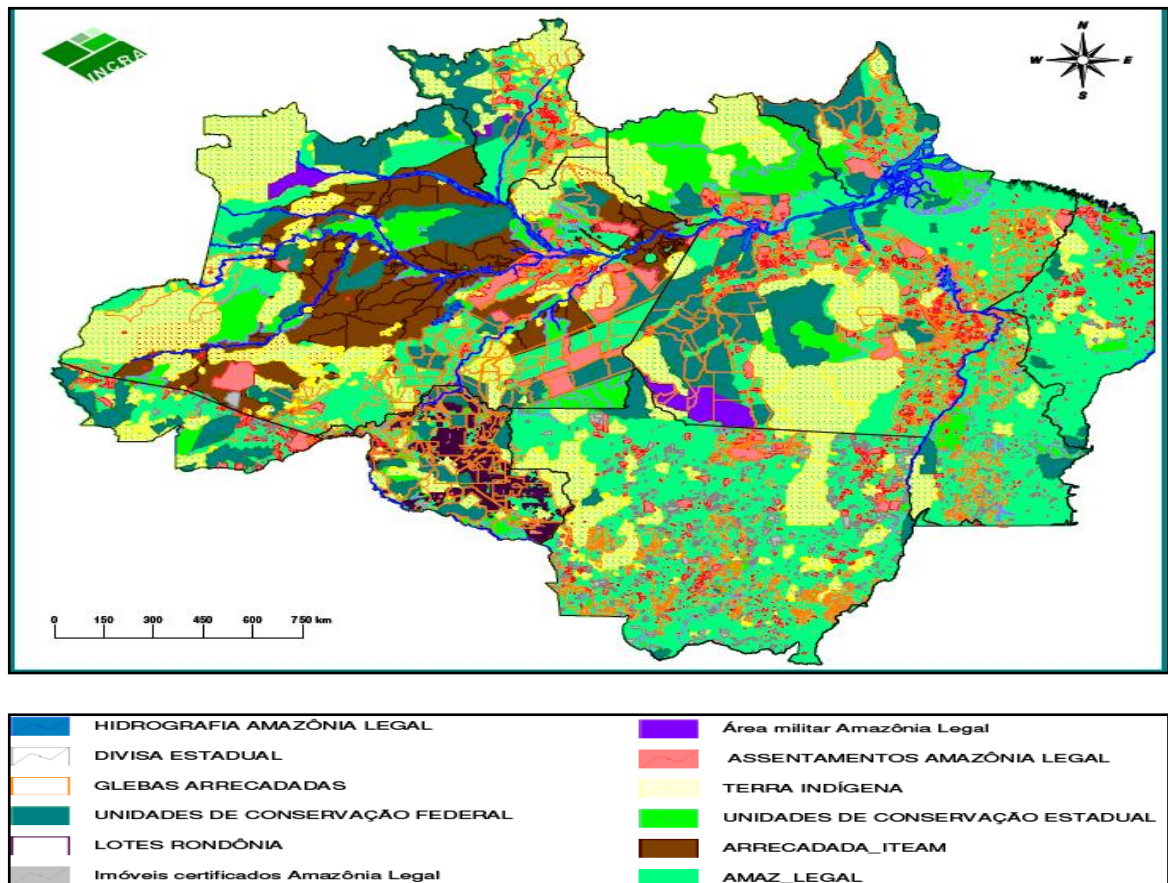 INCRA
N
W E
S
0 150 300 450 600 750 km
HIDROGRAFIA AMAZÔNIA LEGAL
DIVISA ESTADUAL
GLEBAS ARRECADADAS
UNIDADES DE CONSERVAÇÃO FEDERAL
LOTES RONDÔNIA
Imóveis certificados Amazônia Legal
Área militar Amazônia Legal
ASSENTAMENTOS AMAZÔNIA LEGAL
TERRA INDÍGENA
UNIDADES DE CONSERVAÇÃO ESTADUAL
ARRECADADA_ITEAM
AMAZ_LEGAL